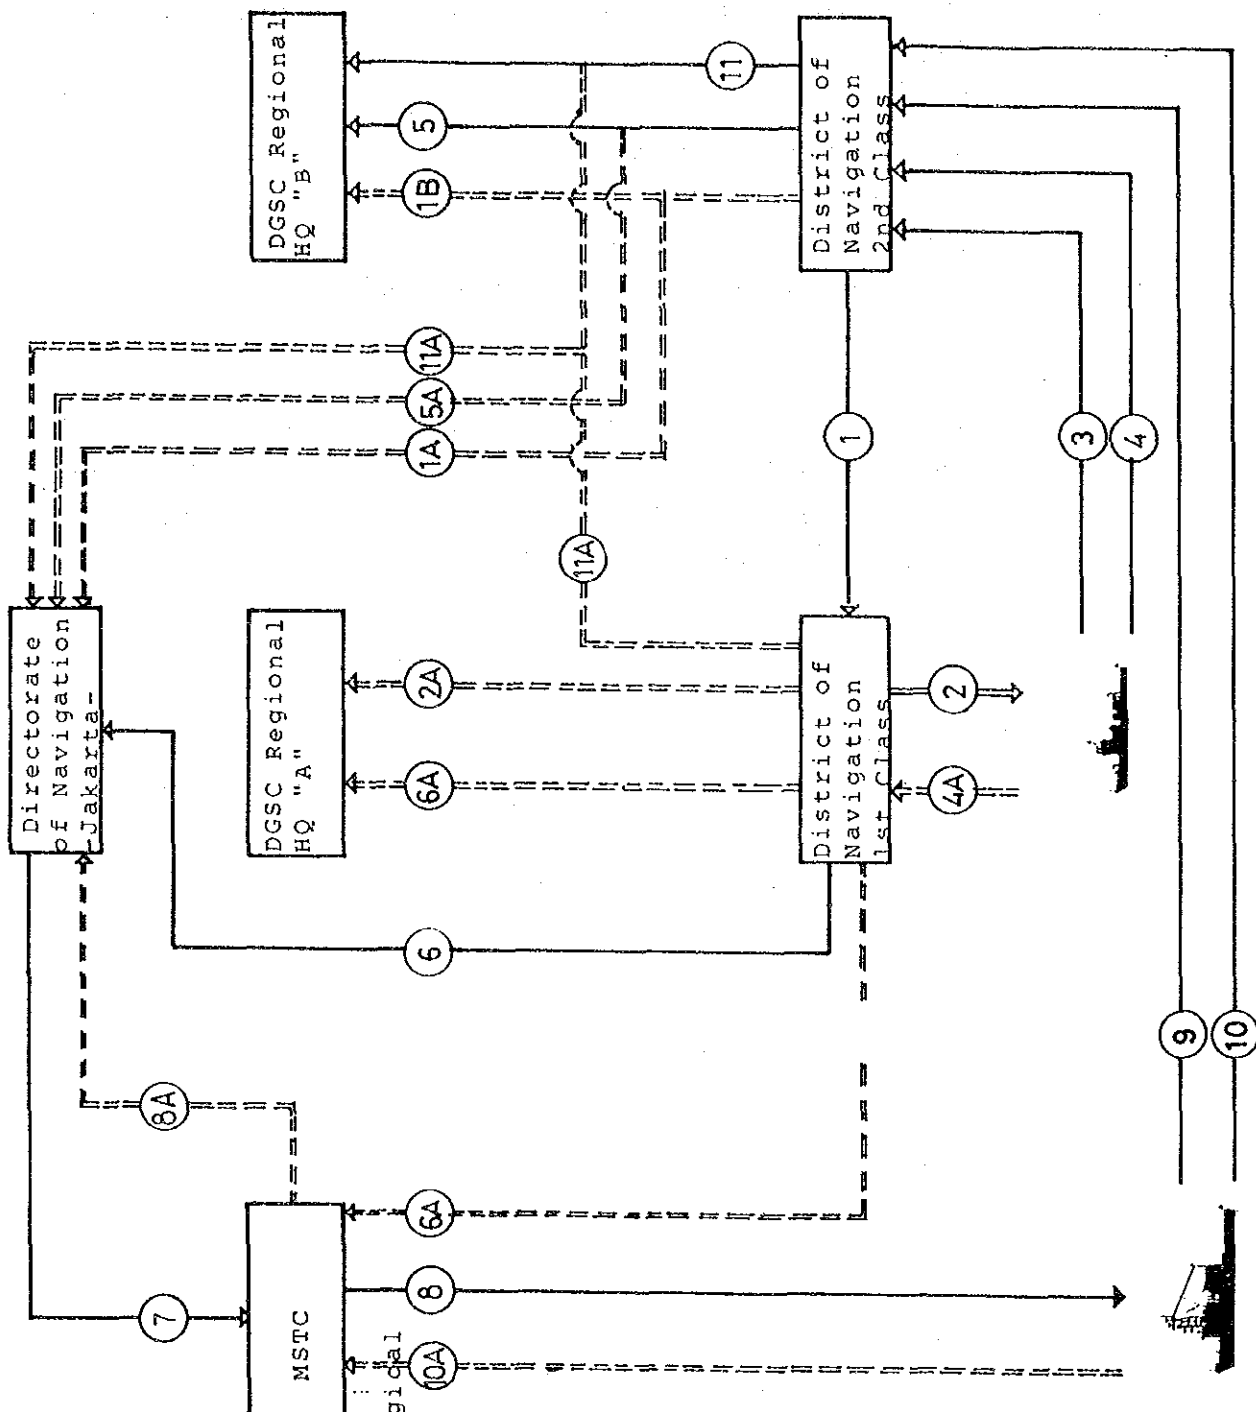 Directorate
of Navigation
-Jakarta-
DGSC Regional
HQ "B"
DGSC Regional
HQ "A"
MSTC
gical
District of
Navigation
2nd Class
District of
Navigation
1st Class
7
8A
11A
5A
1A
1B
5
11
2A
6A
6
6A
8
10A
11A
1
2
4A
3
4
9
10